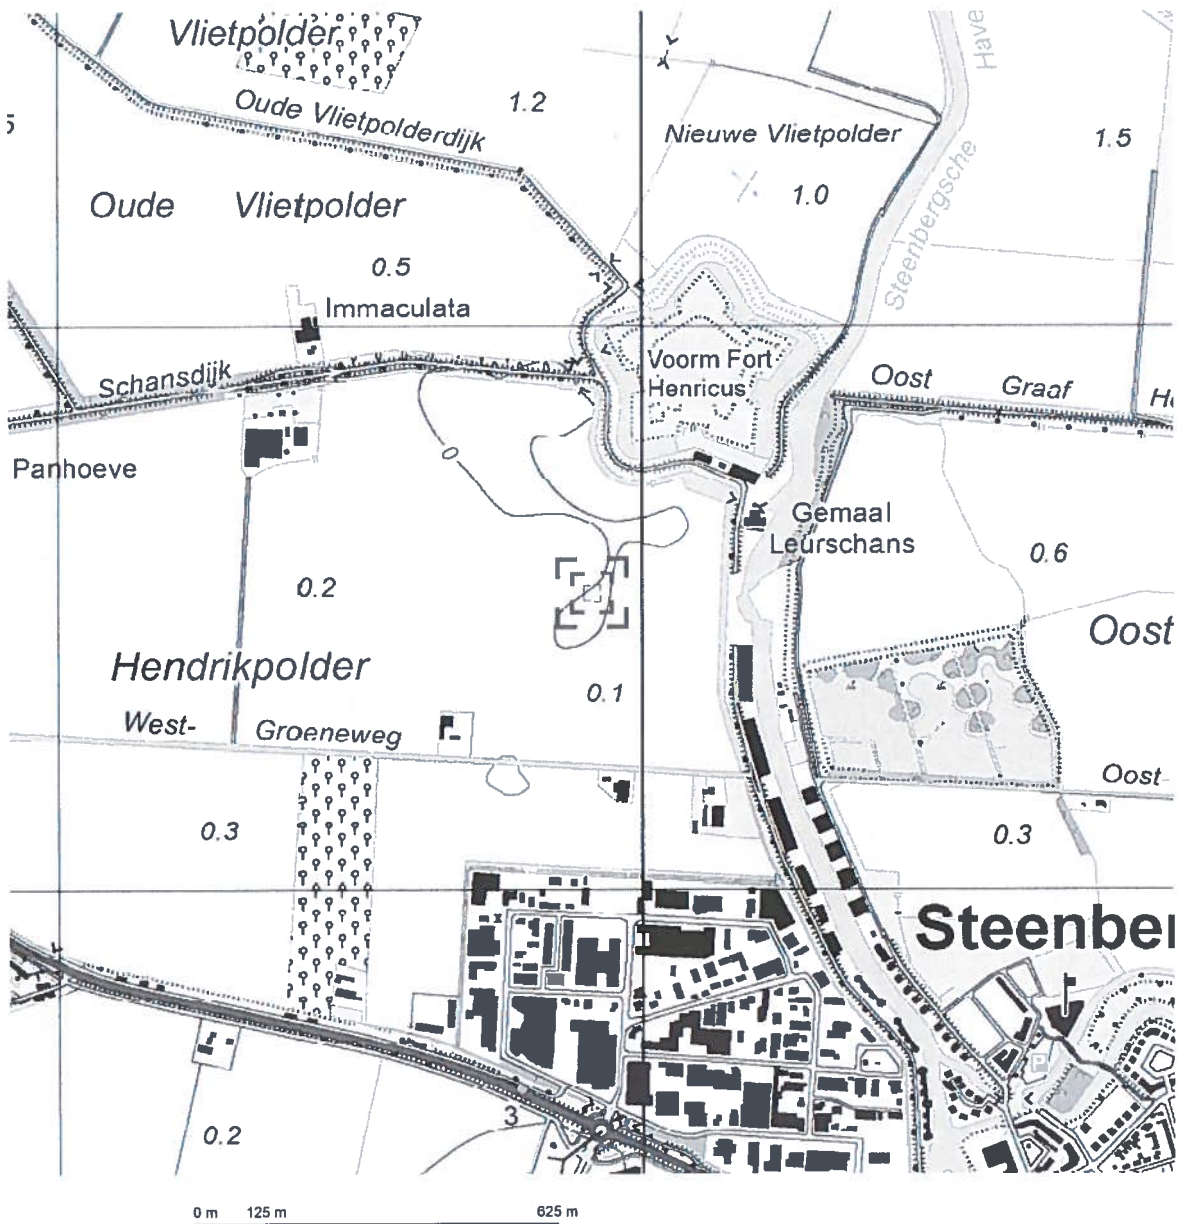 Vlietpolder
Oude Vlietpolderdijk
1.2
Nieuwe Vlietpolder
Steenbergsche Have
1.5
5
Oude Vlietpolder
1.0
0.5
Immaculata
Schansdijk
Voorm Fort
Henricus
Oost Graaf
Panhoeve
0
Gemaal
Leurschans
0.6
0.2
Oost
Hendrikpolder
0.1
West- Groeneweg
Oost-
0.3
0.3
Steenber
P
3
0.2
0 m 125 m 625 m